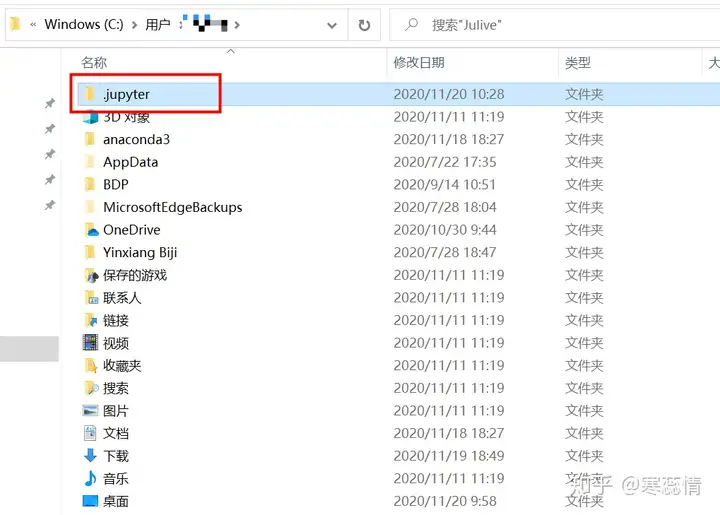 « Windows (C:) > 用户 >
搜索"Julive"
名称 修改日期 类型 大
.jupyter 2020/11/20 10:28 文件夹
3D 对象 2020/11/11 11:19 文件夹
anaconda3 2020/11/18 18:27 文件夹
AppData 2020/7/22 17:35 文件夹
BDP 2020/9/14 10:51 文件夹
MicrosoftEdgeBackups 2020/7/28 18:04 文件夹
OneDrive 2020/10/30 9:44 文件夹
Yinxiang Biji 2020/7/28 18:47 文件夹
保存的游戏 2020/11/11 11:19 文件夹
联系人 2020/11/11 11:19 文件夹
链接 2020/11/11 11:19 文件夹
视频 2020/11/11 11:19 文件夹
收藏夹 2020/11/11 11:19 文件夹
搜索 2020/11/11 11:19 文件夹
图片 2020/11/11 11:19 文件夹
文档 2020/11/18 18:27 文件夹
下载 2020/11/19 18:49 文件夹
音乐 2020/11/11 11:19 文件夹
桌面 2020/11/20 9:58 文件夹
知乎 @寒蕊情